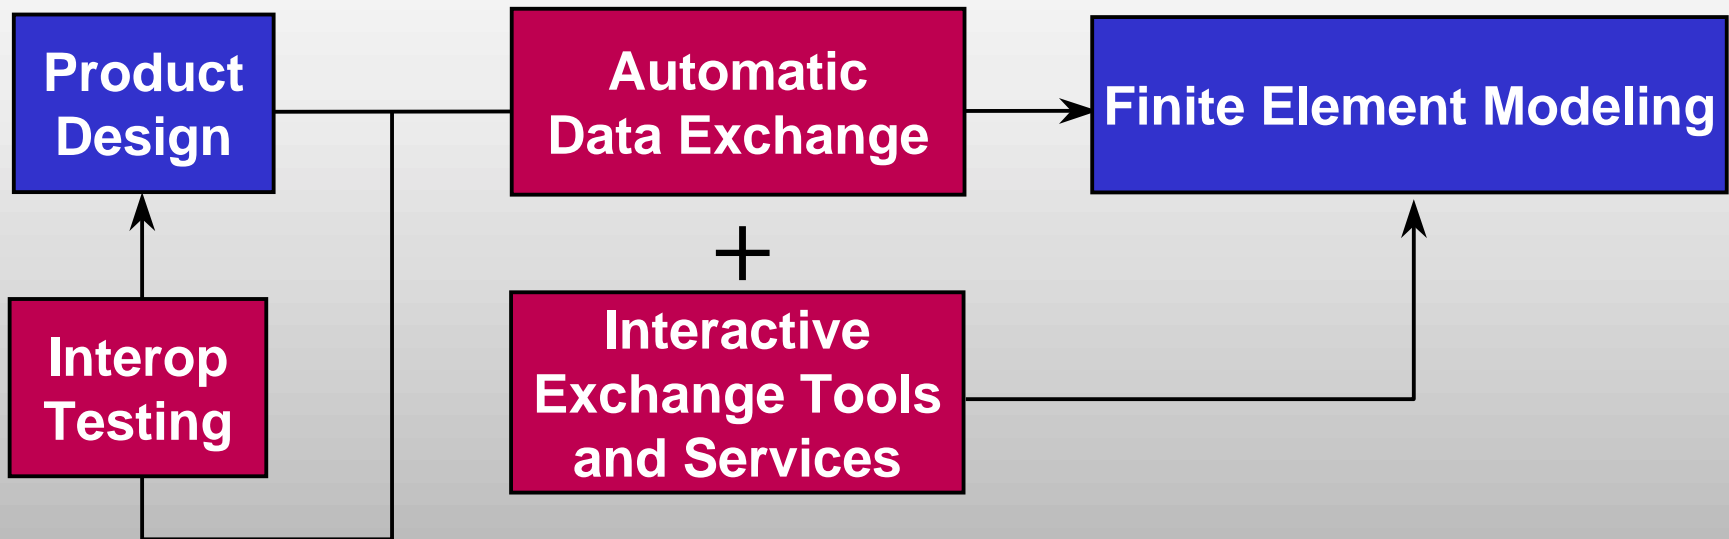 Product
Design
Automatic
Data Exchange
Finite Element Modeling
+
Interop
Testing
Interactive
Exchange Tools
and Services